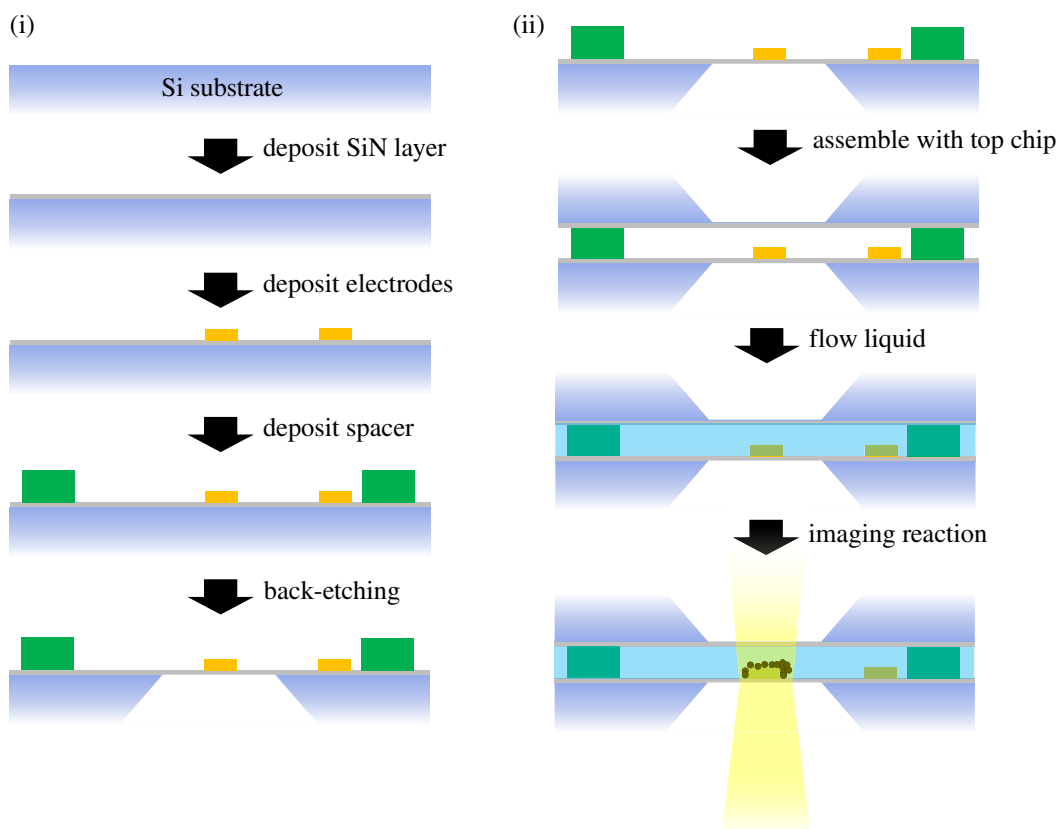 (i)
Si substrate
deposit SiN layer
deposit electrodes
deposit spacer
back-etching
(ii)
assemble with top chip
flow liquid
imaging reaction